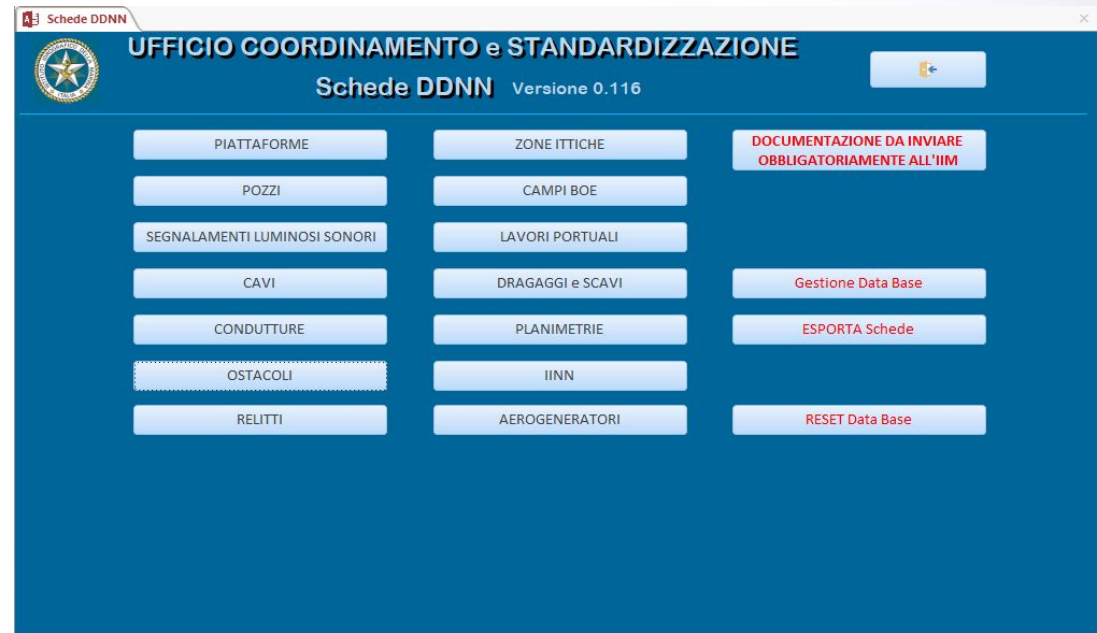 Schede DDNN
UFFICIO COORDINAMENTO e STANDARDIZZAZIONE
Schede DDNN Versione 0.116
PIATTAFORME
POZZI
SEGNALAMENTI LUMINOSI SONORI
CAVI
CONDUTTURE
OSTACOLI
RELITTI
ZONE ITTICHE
CAMPI BOE
LAVORI PORTUALI
DRAGAGGI e SCAVI
PLANIMETRIE
IINN
AEROGENERATORI
DOCUMENTAZIONE DA INVIARE
OBBLIGATORIAMENTE ALL'IIM
Gestione Data Base
ESPORTA Schede
RESET Data Base